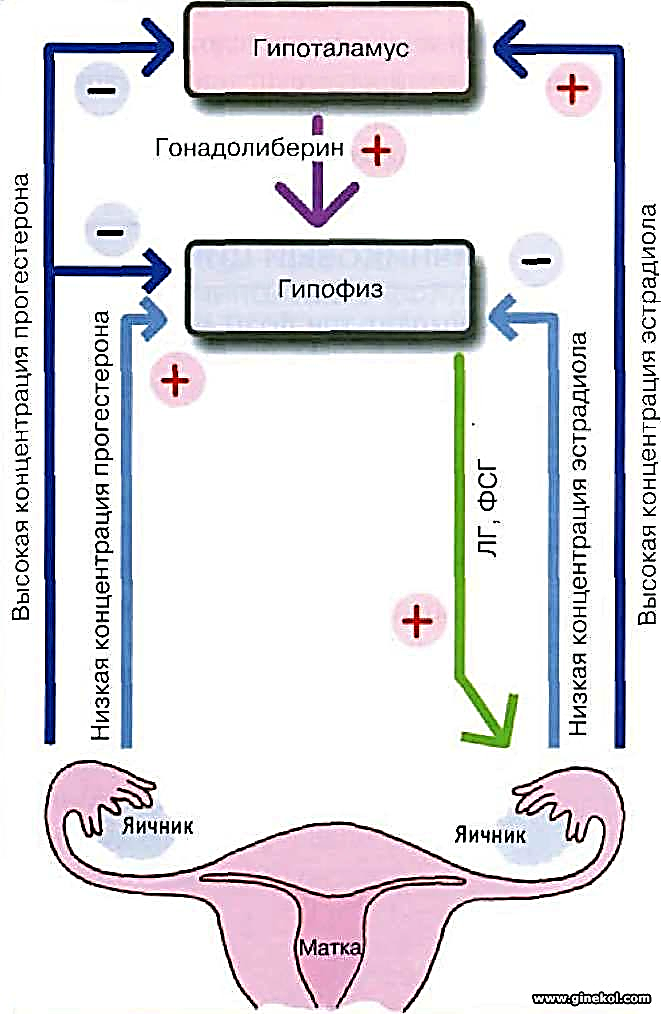 Гипоталамус
Гонадолиберин
Гипофиз
Высокая концентрация прогестерона
Низкая концентрация прогестерона
ЛГ, ФСГ
Низкая концентрация эстрадиола
Высокая концентрация эстрадиола
Яичник
Яичник
Матка
www.ginekol.com